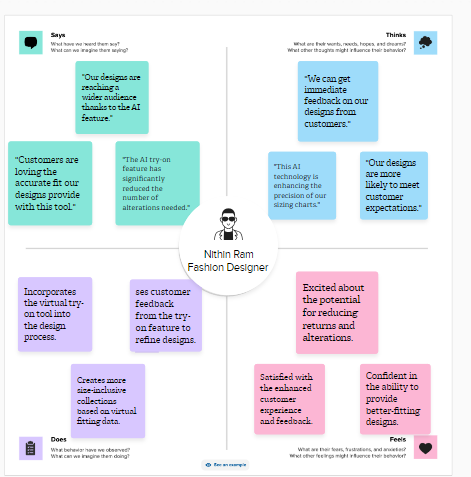 Says
What have we heard them say?
What can we imagine them saying?
Thinks
What are their wants, needs, hopes, and dreams?
What other thoughts might influence their behavior?
"Our designs are
reaching a
wider audience
thanks to the AI
feature."
"We can get
immediate
feedback on our
designs from
customers."
"Customers are
loving the
accurate fit our
designs provide
with this tool."
"The AI try-on
feature has
significantly
reduced the
number of
alterations needed."
"This AI
technology is
enhancing the
precision of our
sizing charts."
"Our designs
are more
likely to meet
customer
expectations."
Nithin Ram
Fashion Designer
Incorporates
the virtual try-
on tool into
the design
process.
ses customer
feedback
from the try-
on feature to
refine designs.
Excited about
the potential
for reducing
returns and
alterations.
Creates more
size-inclusive
collections
based on virtual
fitting data.
Satisfied with
the enhanced
customer
experience
and feedback.
Confident in
the ability to
provide
better-fitting
designs.
Does
What behavior have we observed?
What can we imagine them doing?
Feels
What are their fears, frustrations, and anxieties?
What other feelings might influence their behavior?
See an example